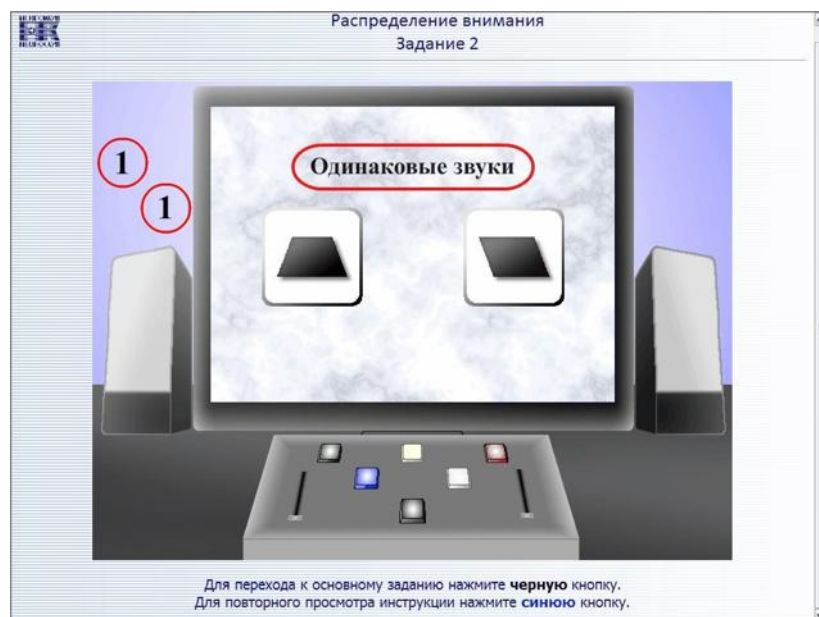 Распределение внимания
Задание 2
1
1
Одинаковые звуки
Для перехода к основному заданию нажмите черную кнопку.
Для повторного просмотра инструкции нажмите синюю кнопку.